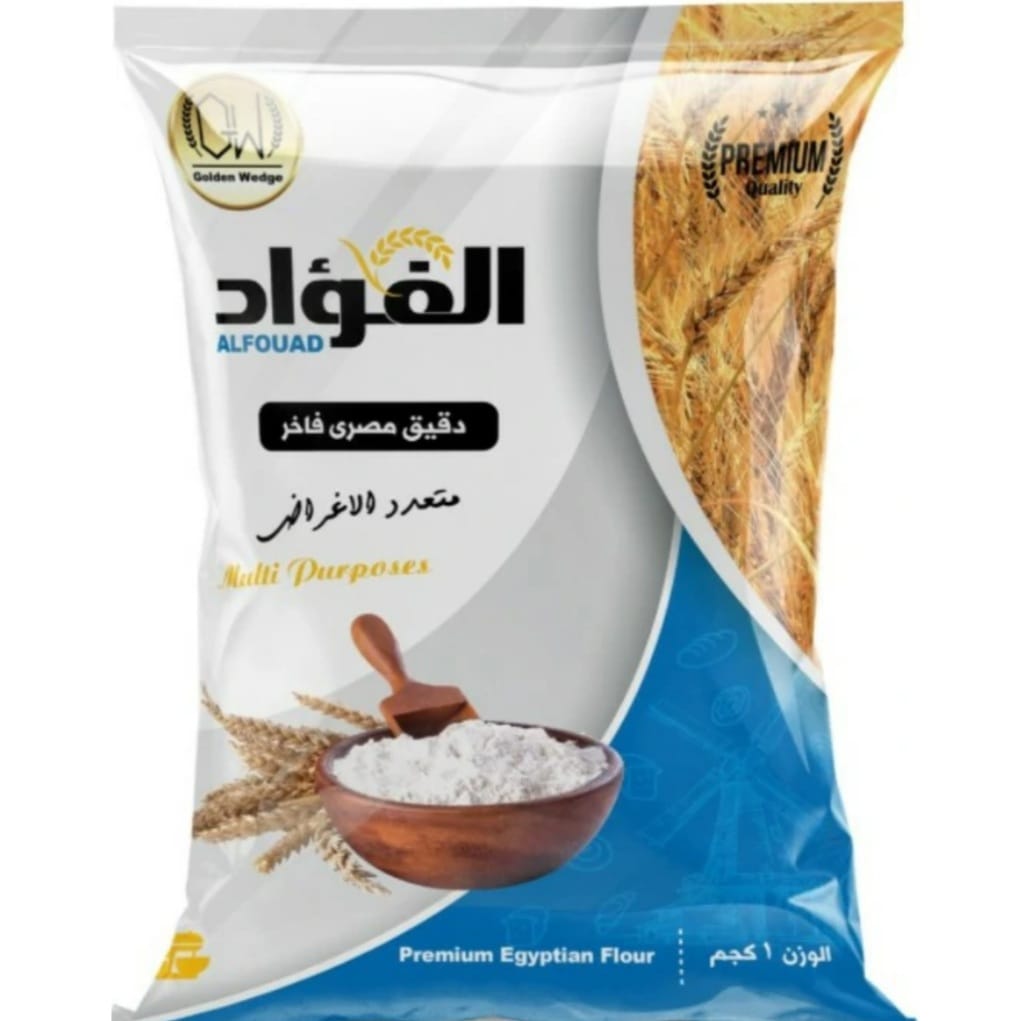 GW
Golden Wedge
PREMIUM
Quality
الفؤاد
ALFOUAD
دقيق مصرى فاخر
متعدد الاغراض
Multi Purposes
Premium Egyptian Flour
الوزن ١ كجم